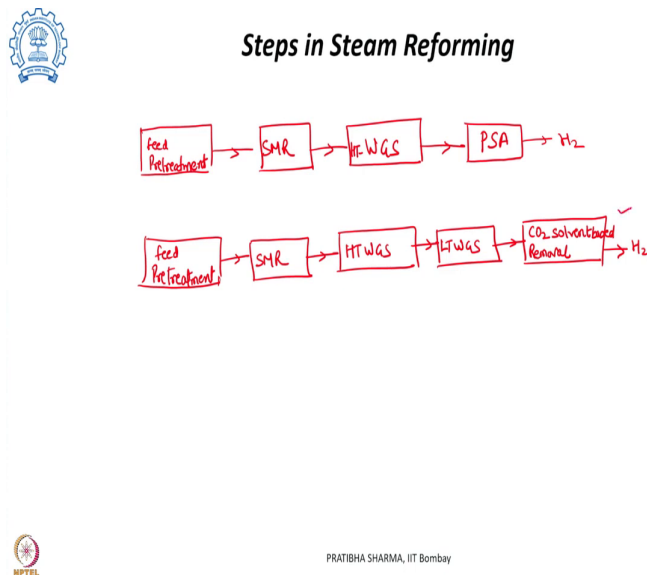 Steps in Steam Reforming
feed
Pretreatment
SMR
HT-WGS
PSA
H2
feed
PreTreatment
SMR
HTWGS
LTWGS
CO2 solvent based
Removal
H2
PRATIBHA SHARMA, IIT Bombay
NPTEL